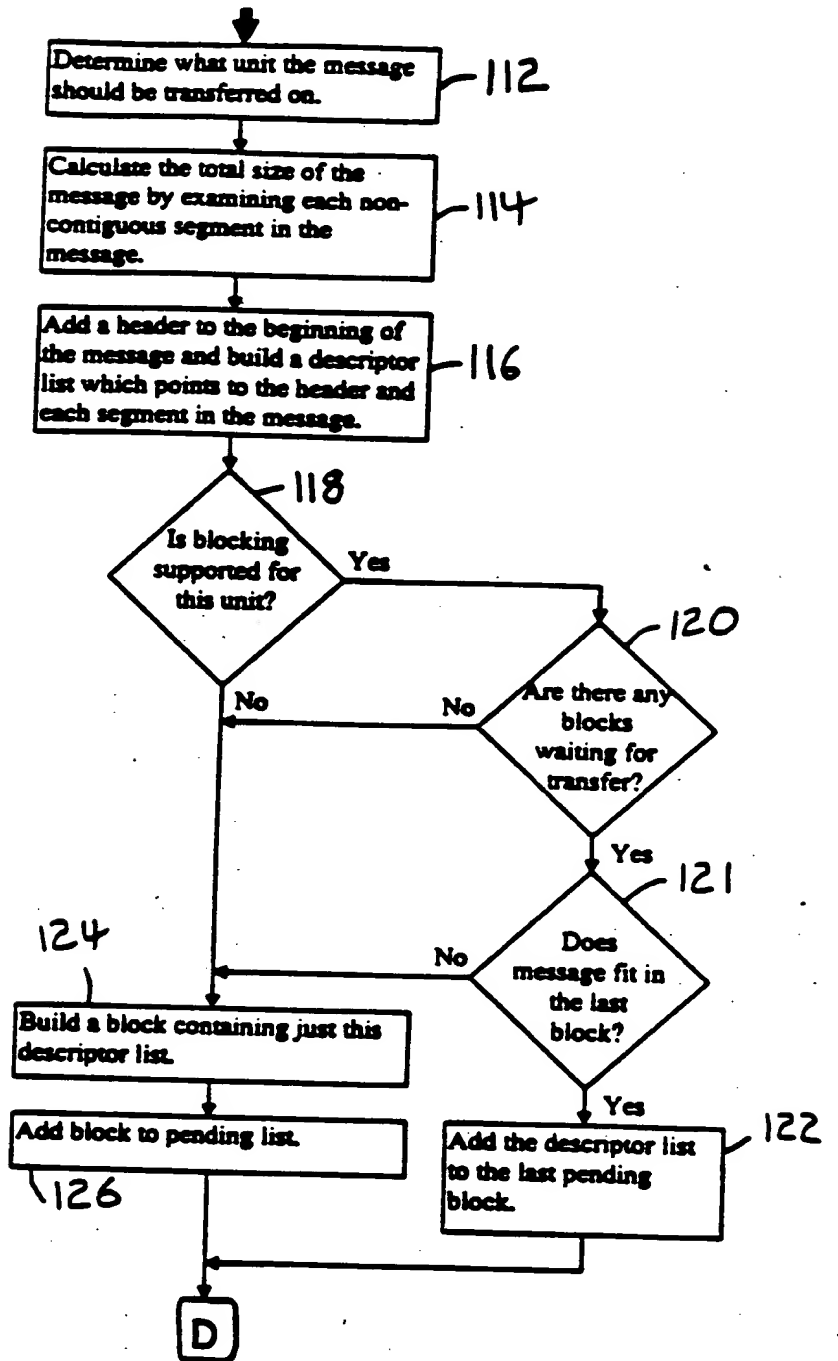 Determine what unit the message
should be transferred on.
112
Calculate the total size of the
message by examining each non-
contiguous segment in the
message.
114
Add a header to the beginning of
the message and build a descriptor
list which points to the header and
each segment in the message.
116
118
Is blocking
supported for
this unit?
Yes
120
Are there any
blocks
waiting for
transfer?
No
No
Yes
121
Does
message fit in
the last
block?
No
124
Build a block containing just this
descriptor list.
Yes
Add block to pending list.
126
Add the descriptor list
to the last pending
block.
122
D